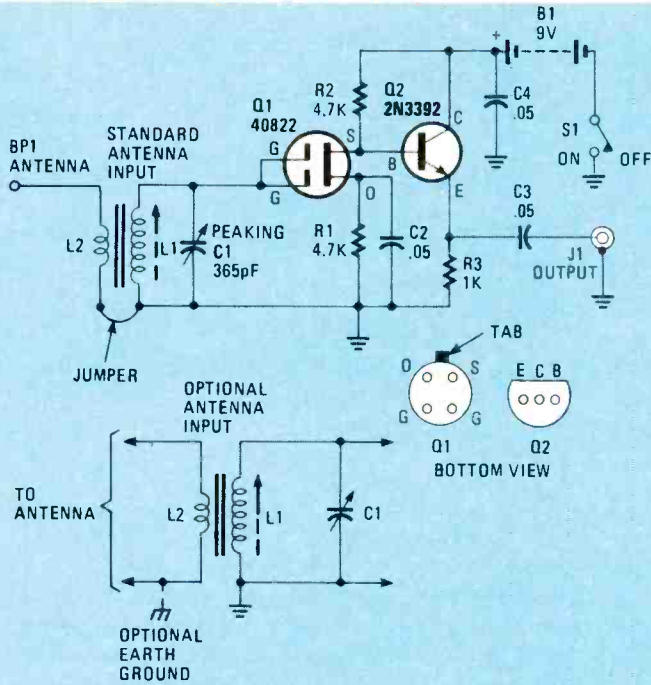 B1
9V
+
R2
4.7K
Q2
2N3392
C4
.05
Q1
40822
C
S1
ON
OFF
STANDARD
ANTENNA
INPUT
BP1
ANTENNA
G
S
B
O
E
C3
.05
G
L2
L1
PEAKING
C1
365pF
R1
4.7K
C2
.05
R3
1K
J1
OUTPUT
JUMPER
TAB
O
S
G
G
Q1
E C B
Q2
BOTTOM VIEW
OPTIONAL
ANTENNA
INPUT
TO
ANTENNA
L2
L1
C1
OPTIONAL
EARTH
GROUND